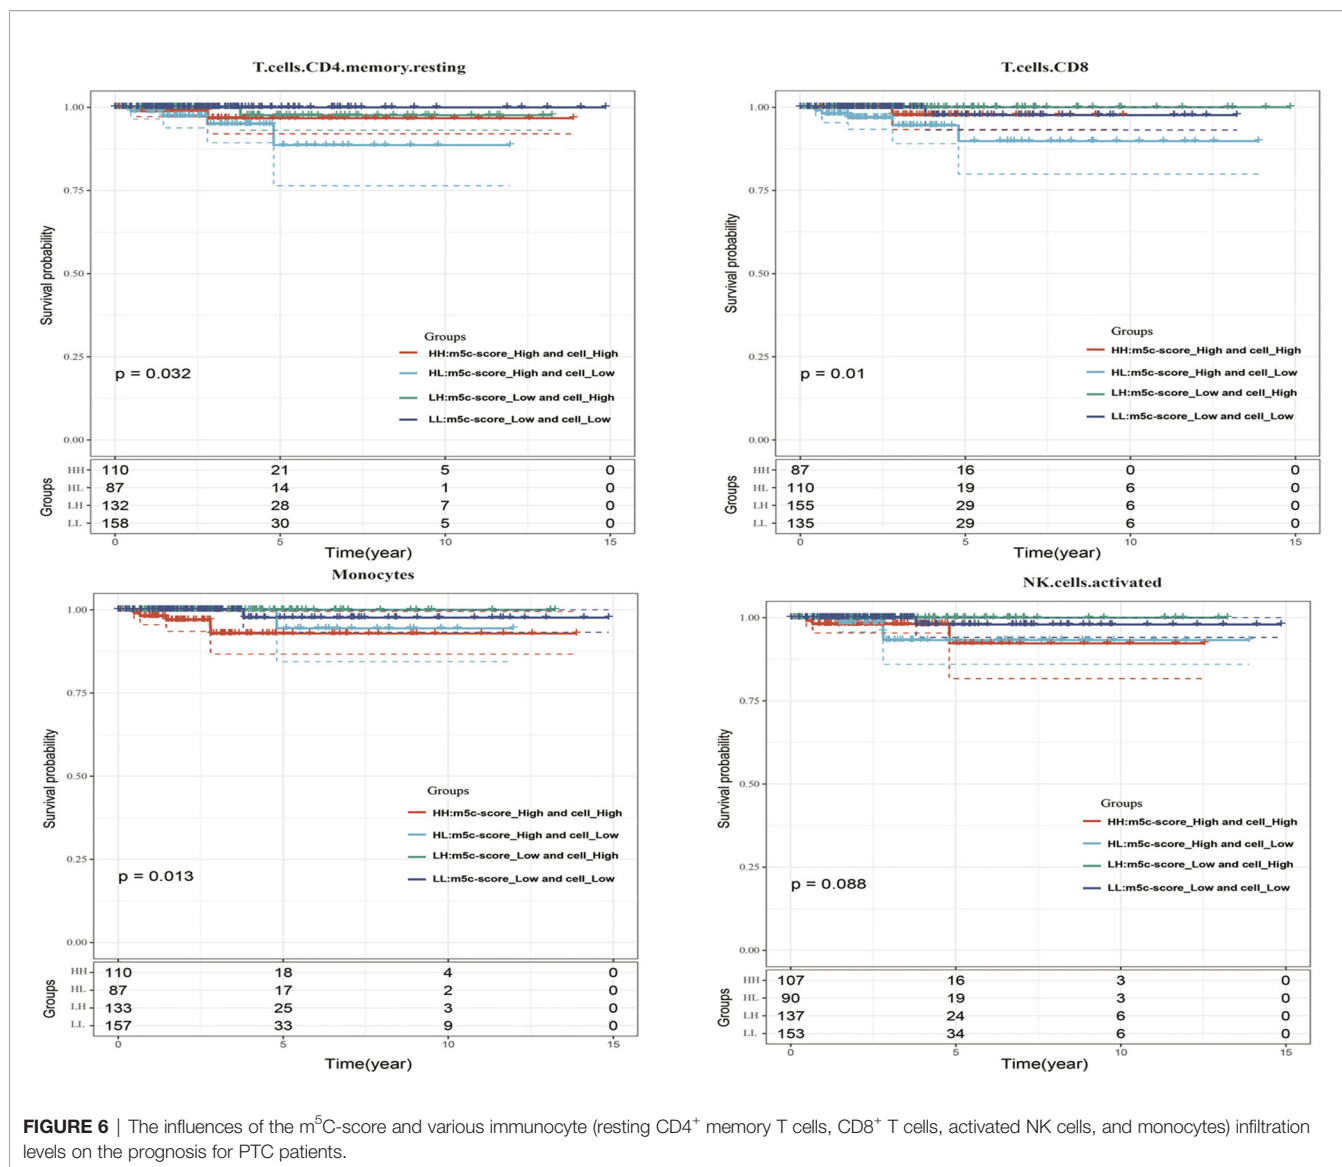 T.cells.CD4.memory.resting
Survival probability
1.00
0.75
0.50
0.25
0.00
p = 0.032
Groups
HH:m5c-score_High and cell_High
HL:m5c-score_High and cell_Low
LH:m5c-score_Low and cell_High
LL:m5c-score_Low and cell_Low
Groups
HH 110 21 5 0
HL 87 14 1 0
LH 132 28 7 0
LL 158 30 5 0
0 5 10 15
Time(year)
T.cells.CD8
Survival probability
1.00
0.75
0.50
0.25
0.00
p = 0.01
Groups
HH:m5c-score_High and cell_High
HL:m5c-score_High and cell_Low
LH:m5c-score_Low and cell_High
LL:m5c-score_Low and cell_Low
Groups
HH 87 16 0 0
HL 110 19 6 0
LH 155 29 6 0
LL 135 29 6 0
0 5 10 15
Time(year)
Monocytes
Survival probability
1.00
0.75
0.50
0.25
0.00
p = 0.013
Groups
HH:m5c-score_High and cell_High
HL:m5c-score_High and cell_Low
LH:m5c-score_Low and cell_High
LL:m5c-score_Low and cell_Low
Groups
HH 110 18 4 0
HL 87 17 2 0
LH 133 25 3 0
LL 157 33 9 0
0 5 10 15
Time(year)
NK.cells.activated
Survival probability
1.00
0.75
0.50
0.25
0.00
p = 0.088
Groups
HH:m5c-score_High and cell_High
HL:m5c-score_High and cell_Low
LH:m5c-score_Low and cell_High
LL:m5c-score_Low and cell_Low
Groups
HH 107 16 3 0
HL 90 19 3 0
LH 137 24 6 0
LL 153 34 6 0
0 5 10 15
Time(year)
FIGURE 6 | The influences of the m⁵C-score and various immunocyte (resting CD4⁺ memory T cells, CD8⁺ T cells, activated NK cells, and monocytes) infiltration
levels on the prognosis for PTC patients.